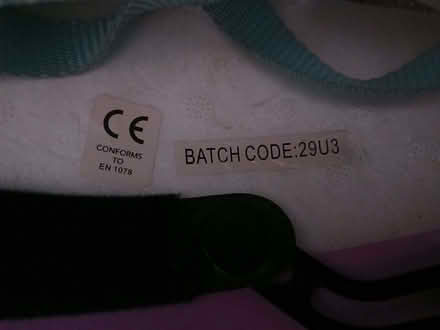 CE
CONFORMS
TO
EN 1078
BATCH CODE:29U3